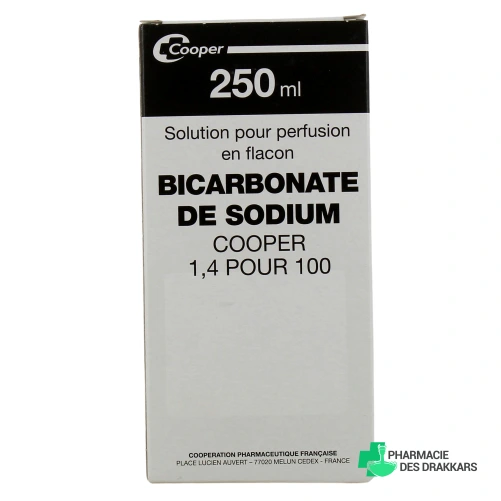 Cooper
250 ml
Solution pour perfusion
en flacon
BICARBONATE
DE SODIUM
COOPER
1,4 POUR 100
COOPERATION PHARMACEUTIQUE FRANÇAISE
PLACE LUCIEN AUVERT - 77020 MELUN CEDEX - FRANCE
PHARMACIE
DES DRAKKARS